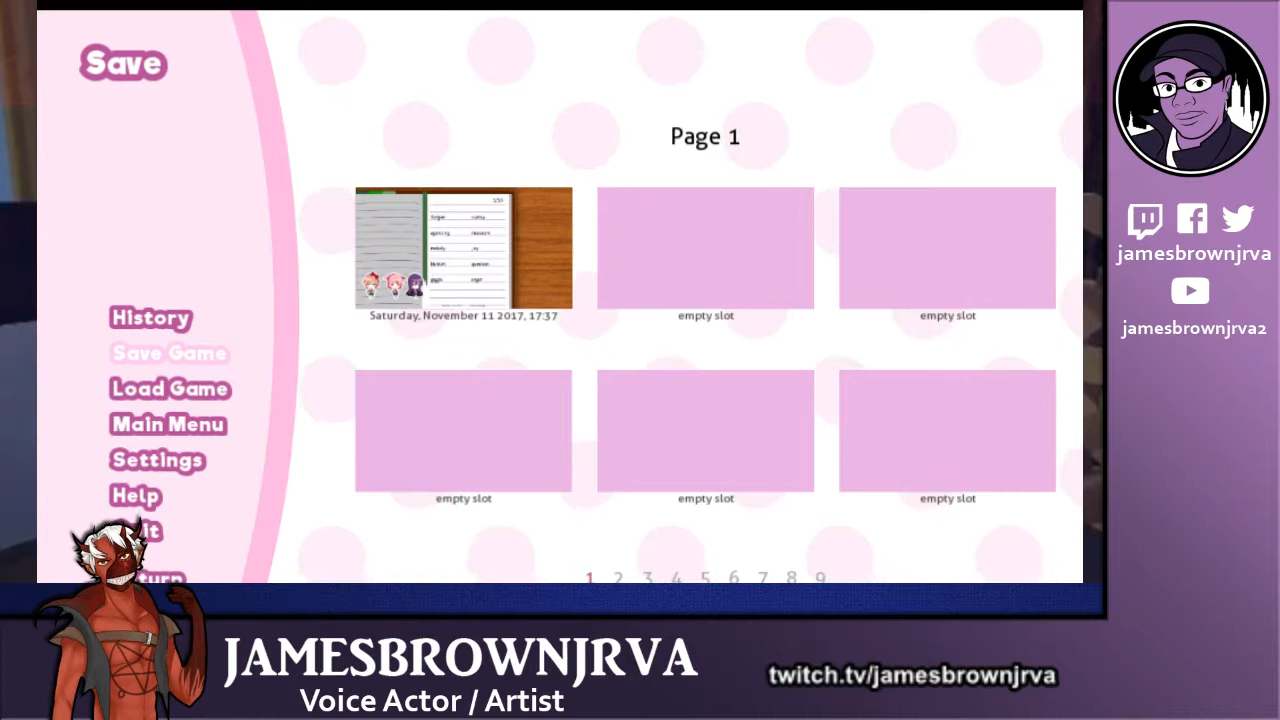 Save
Page 1
Saturday, November 11 2017, 17:37
empty slot
empty slot
empty slot
empty slot
empty slot
History
Save Game
Load Game
Main Menu
Settings
Help
1 2 3 4 5 6 7 8 9
jamesbrownjrva
jamesbrownjrva2
JAMESBROWNJRVA
Voice Actor / Artist
twitch.tv/jamesbrownjrva